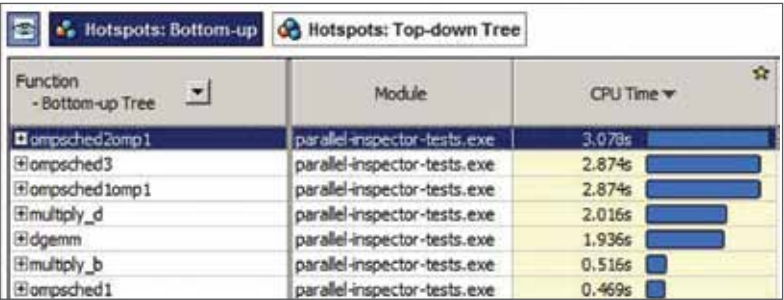 Hotspots: Bottom-up Hotspots: Top-down Tree
Function
- Bottom-up Tree Module CPU Time
ompsched2omp1 parallel-inspector-tests.exe 3.078s
ompsched3 parallel-inspector-tests.exe 2.874s
ompsched1omp1 parallel-inspector-tests.exe 2.874s
multiply_d parallel-inspector-tests.exe 2.016s
dgemm parallel-inspector-tests.exe 1.936s
multiply_b parallel-inspector-tests.exe 0.516s
ompsched1 parallel-inspector-tests.exe 0.469s